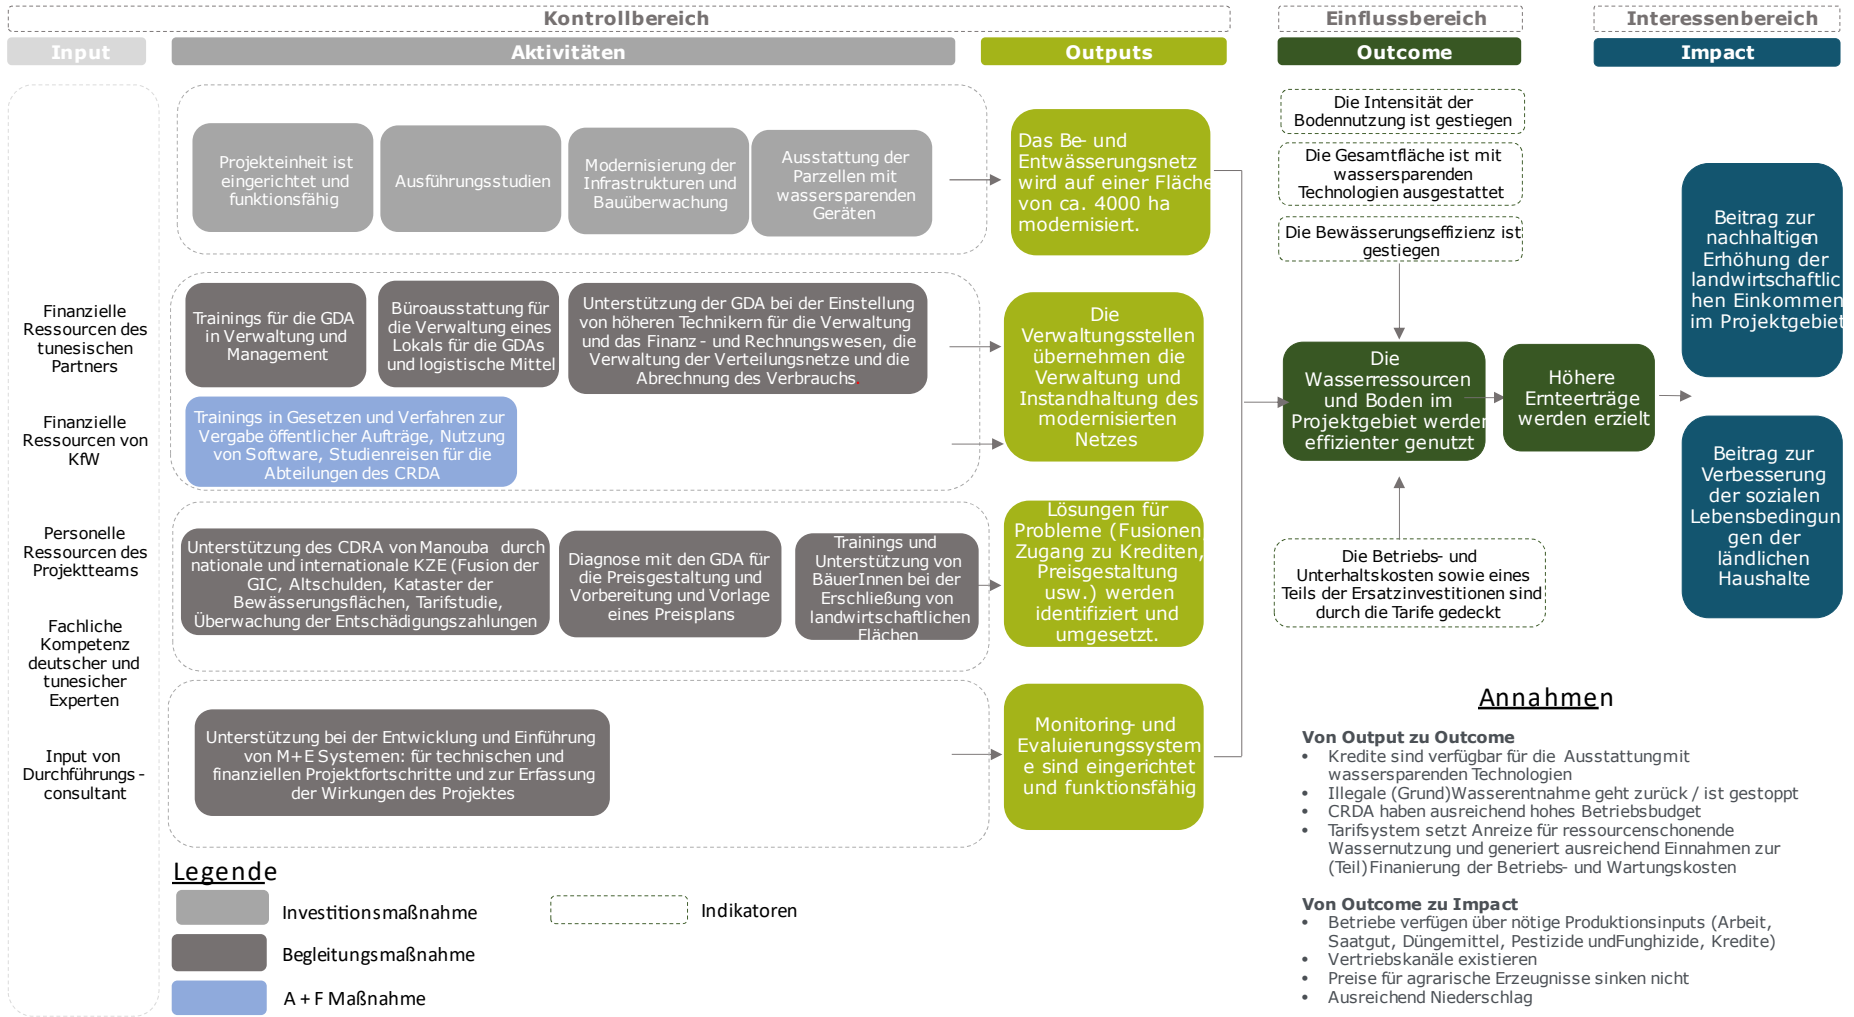 Kontrollbereich
Einflussbereich
Interessenbereich
Input
Aktivitäten
Outputs
Outcome
Impact
Finanzielle
Ressourcen des
tunesischen
Partners
Finanzielle
Ressourcen von
KfW
Personelle
Ressourcen des
Projektteams
Fachliche
Kompetenz
deutscher und
tunesicher
Experten
Input von
Durchführungs-
consultant
Projekteinheit ist
eingerichtet und
funktionsfähig
Ausführungsstudien
Modernisierung der
Infrastrukturen und
Bauüberwachung
Ausstattung der
Parzellen mit
wassersparenden
Geräten
Trainings für die GDA
in Verwaltung und
Management
Büroausstattung für
die Verwaltung eines
Lokals für die GDAs
und logistische Mittel
Unterstützung der GDA bei der Einstellung
von höheren Technikern für die Verwaltung
und das Finanz- und Rechnungswesen, die
Verwaltung der Verteilungsnetze und die
Abrechnung des Verbrauchs.
Trainings in Gesetzen und Verfahren zur
Vergabe öffentlicher Aufträge, Nutzung
von Software, Studienreisen für die
Abteilungen des CRDA
Unterstützung des CDRA von Manouba durch
nationale und internationale KZE (Fusion der
GIC, Altschulden, Kataster der
Bewässerungsflächen, Tarifstudie,
Überwachung der Entschädigungszahlungen
Diagnose mit den GDA für
die Preisgestaltung und
Vorbereitung und Vorlage
eines Preisplans
Trainings und
Unterstützung von
BäuerInnen bei der
Erschließung von
landwirtschaftlichen
Flächen
Unterstützung bei der Entwicklung und Einführung
von M+E Systemen: für technischen und
finanziellen Projektfortschritte und zur Erfassung
der Wirkungen des Projektes
Das Be- und
Entwässerungsnetz
wird auf einer Fläche
von ca. 4000 ha
modernisiert.
Die
Verwaltungsstellen
übernehmen die
Verwaltung und
Instandhaltung des
modernisierten
Netzes
Lösungen für
Probleme (Fusionen,
Zugang zu Krediten,
Preisgestaltung
usw.) werden
identifiziert und
umgesetzt.
Monitoring- und
Evaluierungssystem
e sind eingerichtet
und funktionsfähig
Die Intensität der
Bodennutzung ist gestiegen
Die Gesamtfläche ist mit
wassersparenden
Technologien ausgestattet
Die Bewässerungseffizienz ist
gestiegen
Die
Wasserressourcen
und Boden im
Projektgebiet werden
effizienter genutzt
Höhere
Ernteerträge
werden erzielt
Die Betriebs- und
Unterhaltskosten sowie eines
Teils der Ersatzinvestitionen sind
durch die Tarife gedeckt
Beitrag zur
nachhaltigen
Erhöhung der
landwirtschaftlic
hen Einkommen
im Projektgebiet
Beitrag zur
Verbesserung
der sozialen
Lebensbedingun
gen der
ländlichen
Haushalte
Annahmen
Von Output zu Outcome
• Kredite sind verfügbar für die Ausstattungmit
wassersparenden Technologien
• Illegale (Grund)Wasserentnahme geht zurück / ist gestoppt
• CRDA haben ausreichend hohes Betriebsbudget
• Tarifsystem setzt Anreize für ressourcenschonende
Wassernutzung und generiert ausreichend Einnahmen zur
(Teil)Finanierung der Betriebs- und Wartungskosten
Von Outcome zu Impact
• Betriebe verfügen über nötige Produktionsinputs (Arbeit,
Saatgut, Düngemittel, Pestizide undFunghizide, Kredite)
• Vertriebskanäle existieren
• Preise für agrarische Erzeugnisse sinken nicht
• Ausreichend Niederschlag
Legende
Investitionsmaßnahme
Indikatoren
Begleitungsmaßnahme
A + F Maßnahme